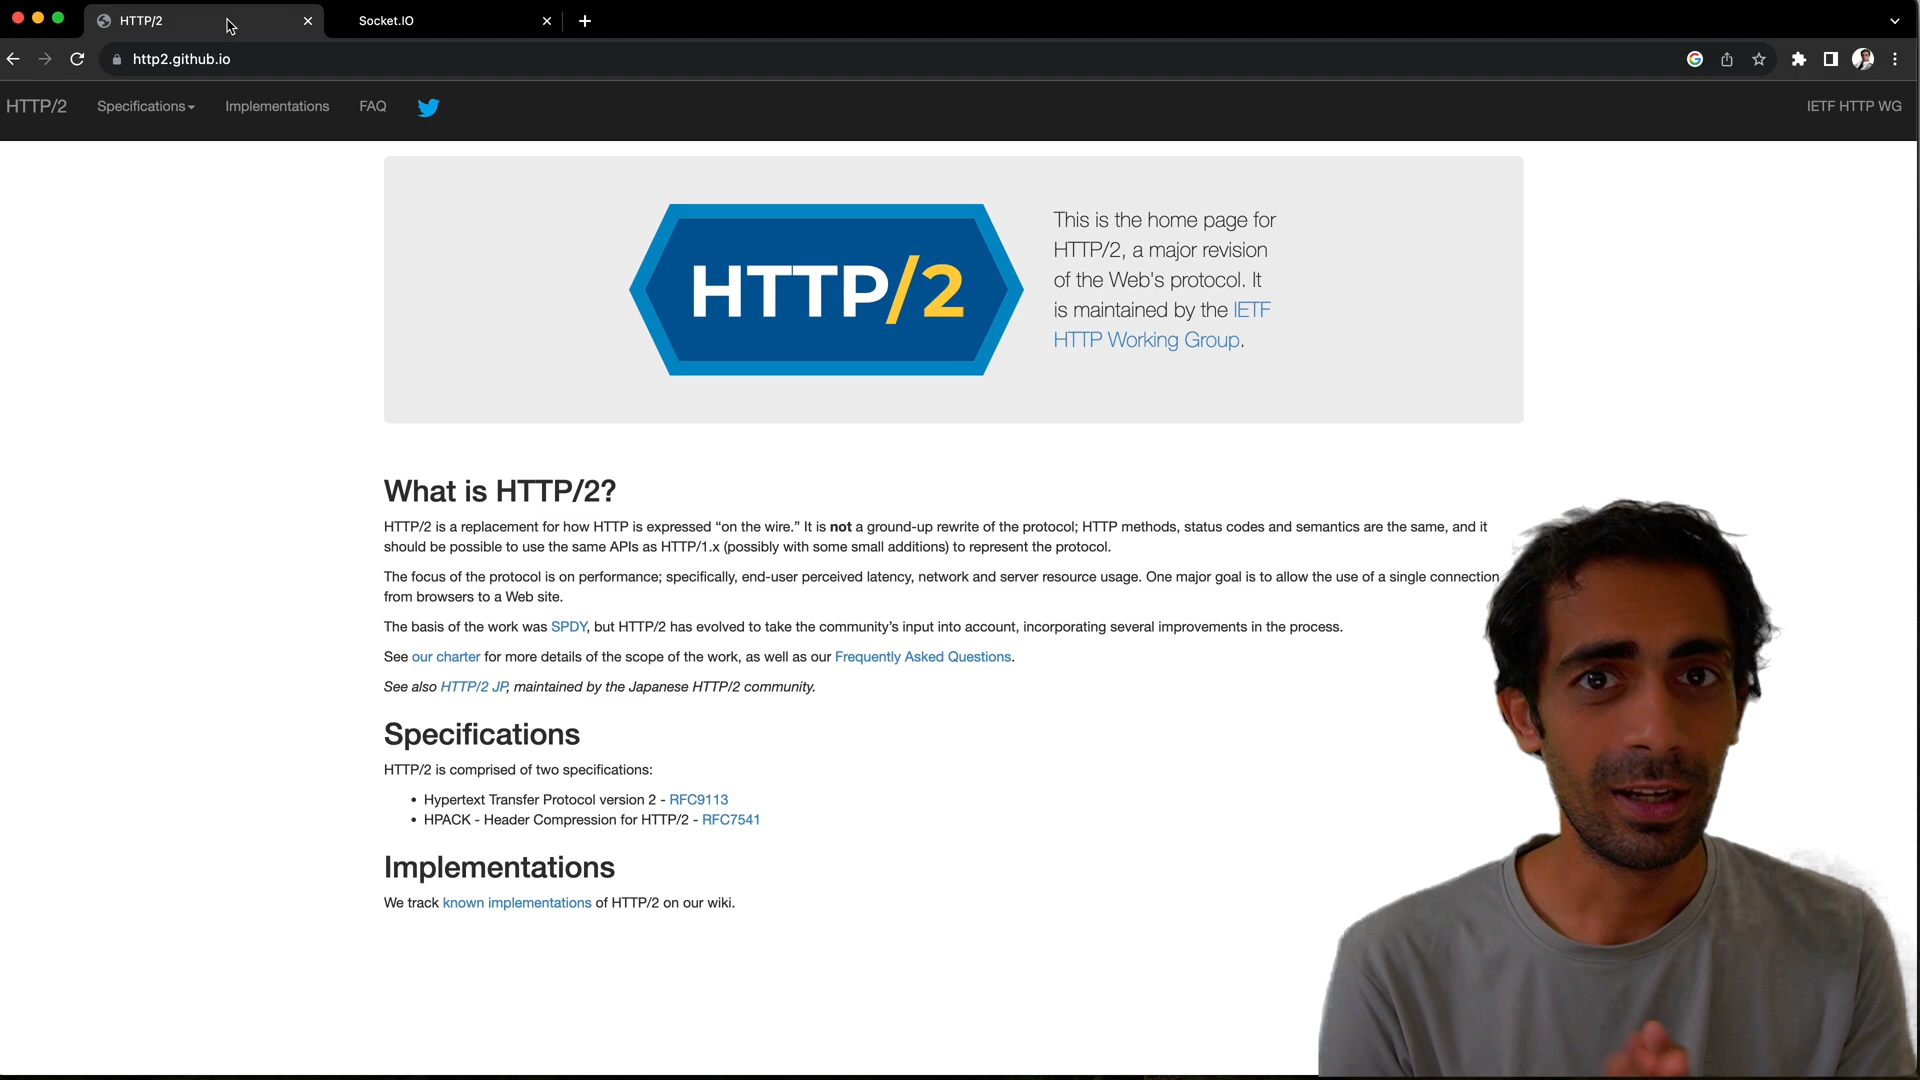 HTTP/2
Socket.IO
http2.github.io
HTTP/2 Specifications Implementations FAQ IETF HTTP WG
HTTP/2
This is the home page for
HTTP/2, a major revision
of the Web's protocol. It
is maintained by the IETF
HTTP Working Group.
What is HTTP/2?
HTTP/2 is a replacement for how HTTP is expressed “on the wire.” It is not a ground-up rewrite of the protocol; HTTP methods, status codes and semantics are the same, and it
should be possible to use the same APIs as HTTP/1.x (possibly with some small additions) to represent the protocol.
The focus of the protocol is on performance; specifically, end-user perceived latency, network and server resource usage. One major goal is to allow the use of a single connection
from browsers to a Web site.
The basis of the work was SPDY, but HTTP/2 has evolved to take the community’s input into account, incorporating several improvements in the process.
See our charter for more details of the scope of the work, as well as our Frequently Asked Questions.
See also HTTP/2 JP, maintained by the Japanese HTTP/2 community.
Specifications
HTTP/2 is comprised of two specifications:
• Hypertext Transfer Protocol version 2 - RFC9113
• HPACK - Header Compression for HTTP/2 - RFC7541
Implementations
We track known implementations of HTTP/2 on our wiki.